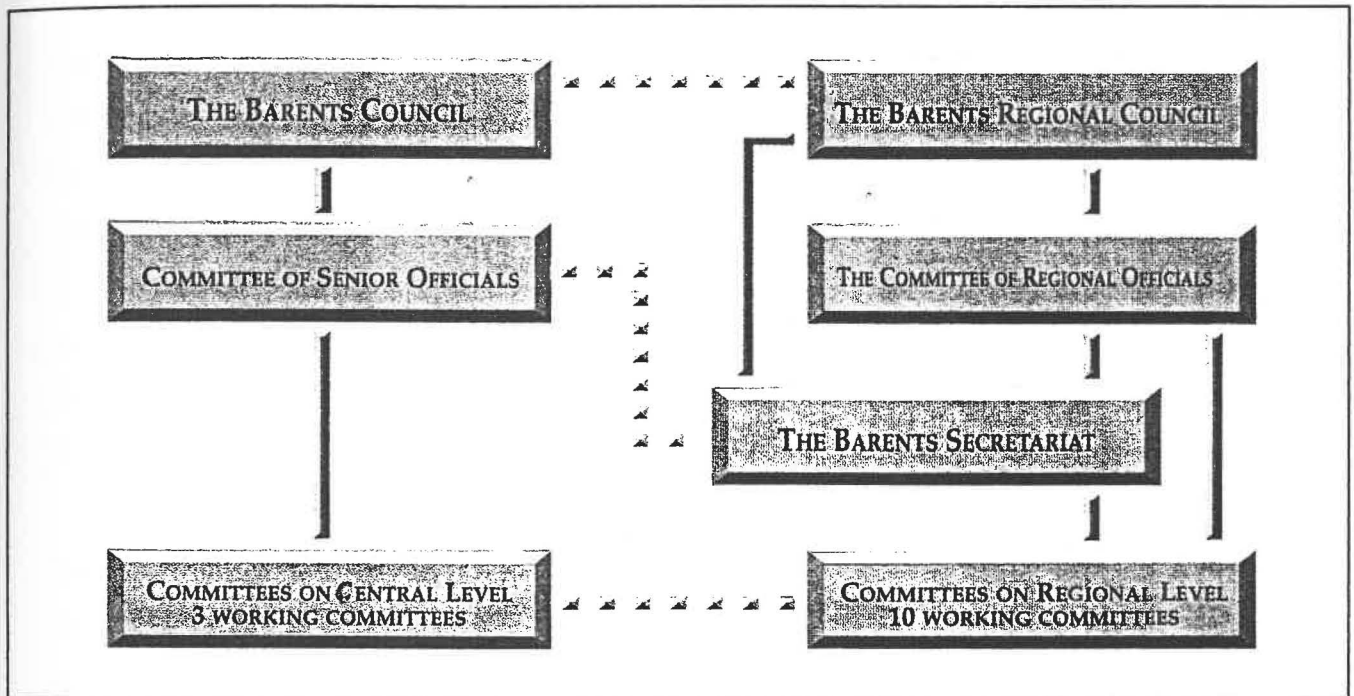 THE BARENTS COUNCIL
THE BARENTS REGIONAL COUNCIL
COMMITTEE OF SENIOR OFFICIALS
THE COMMITTEE OF REGIONAL OFFICIALS
THE BARENTS SECRETARIAT
COMMITTEES ON CENTRAL LEVEL
3 WORKING COMMITTEES
COMMITTEES ON REGIONAL LEVEL
10 WORKING COMMITTEES